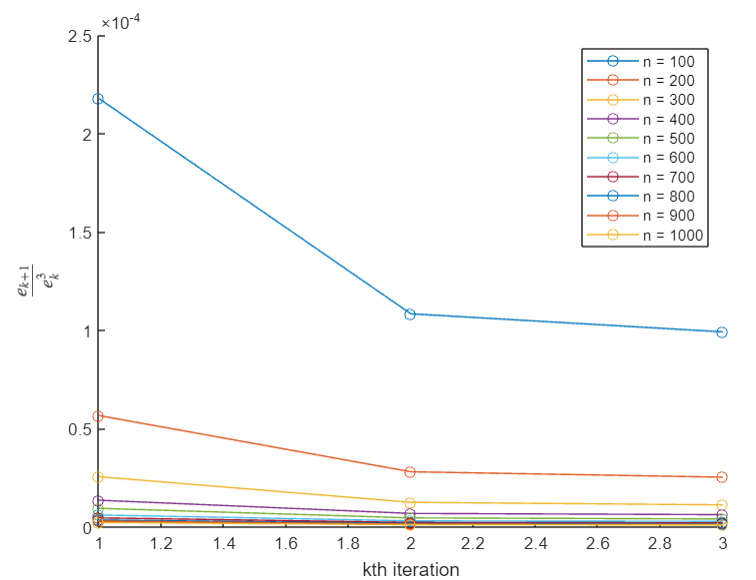 ×10^-4
2.5
2
1.5
1
0.5
0
e_{k+1}
e_k^3
1 1.2 1.4 1.6 1.8 2 2.2 2.4 2.6 2.8 3
kth iteration
n = 100
n = 200
n = 300
n = 400
n = 500
n = 600
n = 700
n = 800
n = 900
n = 1000